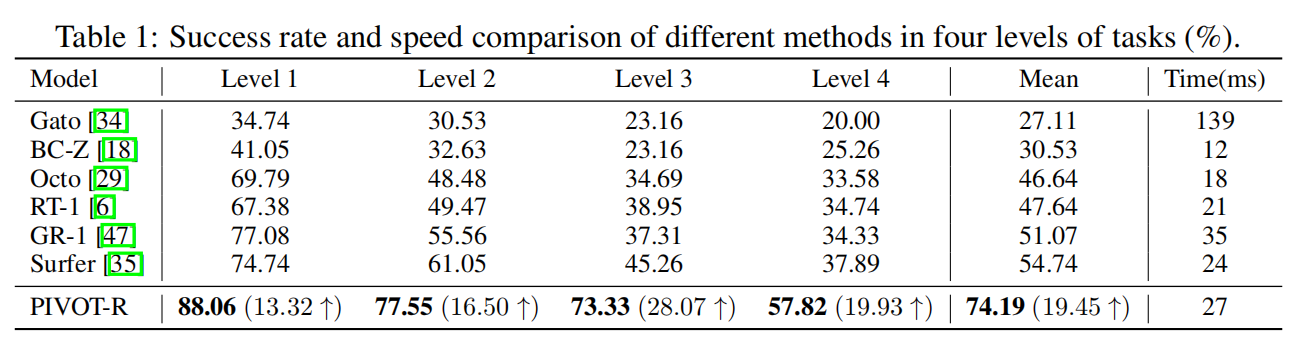 Table 1: Success rate and speed comparison of different methods in four levels of tasks (%).
Model Level 1 Level 2 Level 3 Level 4 Mean Time(ms)
Gato [34] 34.74 30.53 23.16 20.00 27.11 139
BC-Z [18] 41.05 32.63 23.16 25.26 30.53 12
Octo [29] 69.79 48.48 34.69 33.58 46.64 18
RT-1 [6] 67.38 49.47 38.95 34.74 47.64 21
GR-1 [47] 77.08 55.56 37.31 34.33 51.07 35
Surfer [35] 74.74 61.05 45.26 37.89 54.74 24
PIVOT-R 88.06 (13.32 ↑) 77.55 (16.50 ↑) 73.33 (28.07 ↑) 57.82 (19.93 ↑) 74.19 (19.45 ↑) 27